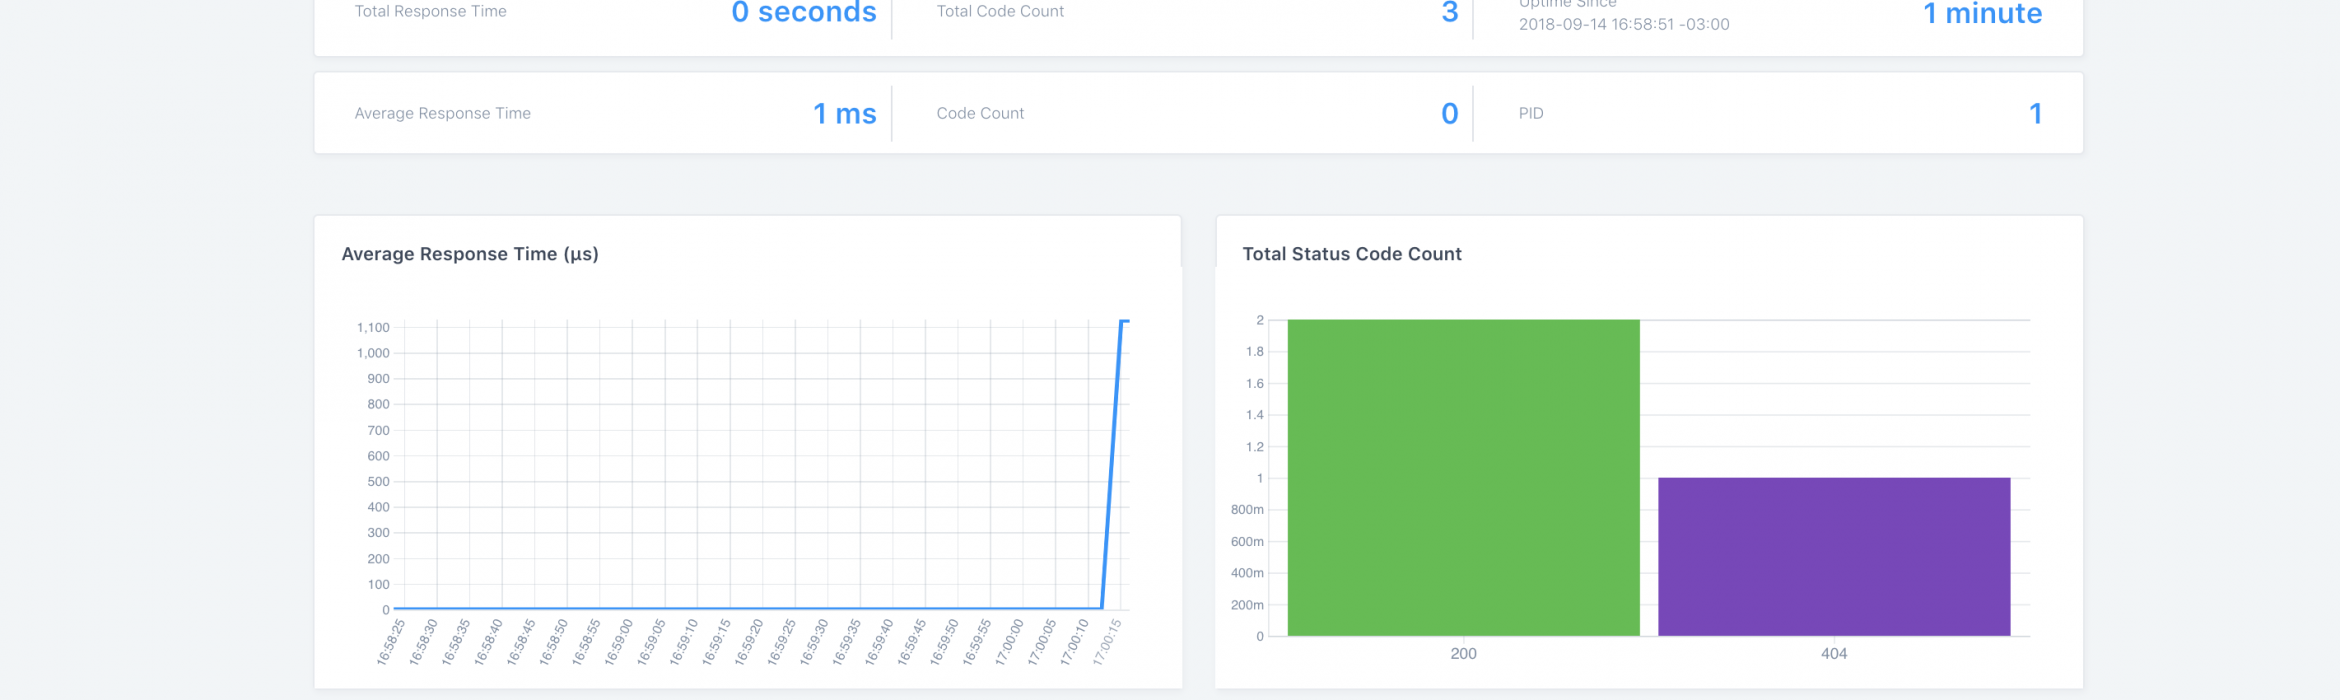 Total Response Time
0 seconds
Total Code Count
3
Uptime Since
2018-09-14 16:58:51 -03:00
1 minute
Average Response Time
1 ms
Code Count
0
PID
1
Average Response Time (µs)
1,100
1,000
900
800
700
600
500
400
300
200
100
0
16:58:25
16:58:30
16:58:35
16:58:40
16:58:45
16:58:50
16:58:55
16:59:00
16:59:05
16:59:10
16:59:15
16:59:20
16:59:25
16:59:30
16:59:35
16:59:40
16:59:45
16:59:50
16:59:55
17:00:00
17:00:05
17:00:10
17:00:15
Total Status Code Count
2
1.8
1.6
1.4
1.2
1
800m
600m
400m
200m
0
200
404